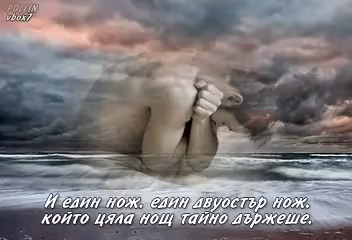 POLLIN
vbox7
И един нож, един двуостър нож,
който цяла нощ тайно държеше,